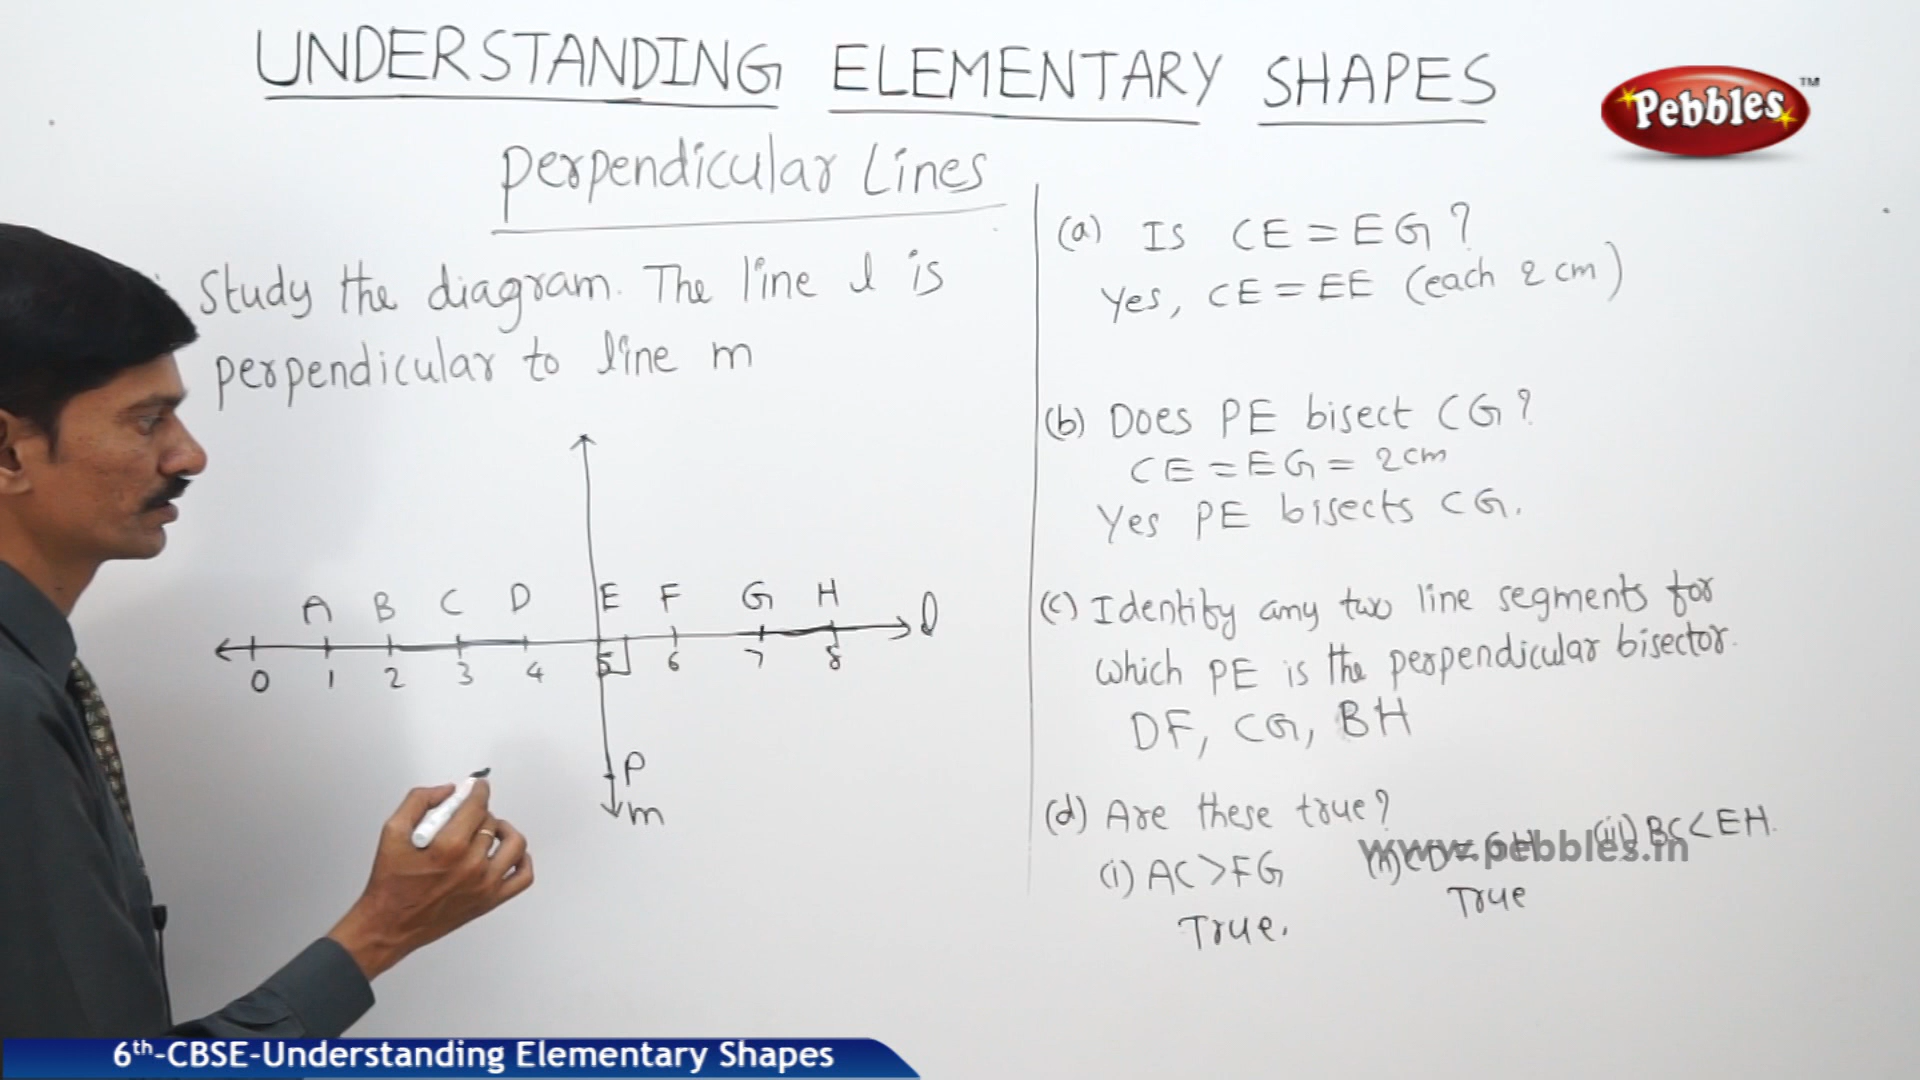 UNDERSTANDING ELEMENTARY SHAPES
Pebbles™
Perpendicular Lines
Study the diagram. The line l is
perpendicular to line m
A B C D E F G H l
0 1 2 3 4 5 6 7 8
P
m
(a) Is CE = EG?
Yes, CE = EE (each 2 cm)
(b) Does PE bisect CG?
CE = EG = 2cm
Yes PE bisects CG.
(c) Identify any two line segments for
which PE is the perpendicular bisector.
DF, CG, BH
(d) Are these true?
(i) AC > FG (ii) CD = GH (iii) BC < EH.
True. True
www.pebbles.in
6th-CBSE-Understanding Elementary Shapes